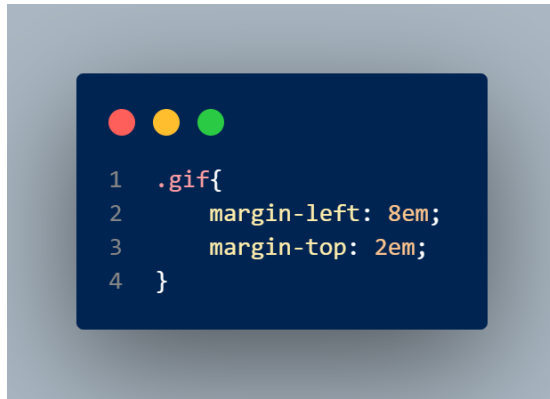 1 .gif{
2 margin-left: 8em;
3 margin-top: 2em;
4 }